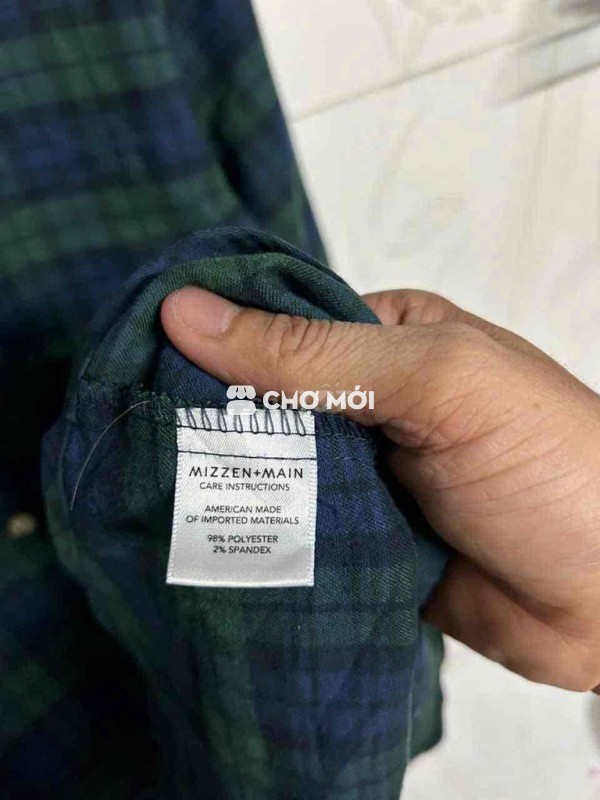 CHỢ MỚI
MIZZEN+MAIN
CARE INSTRUCTIONS
AMERICAN MADE
OF IMPORTED MATERIALS
98% POLYESTER
2% SPANDEX